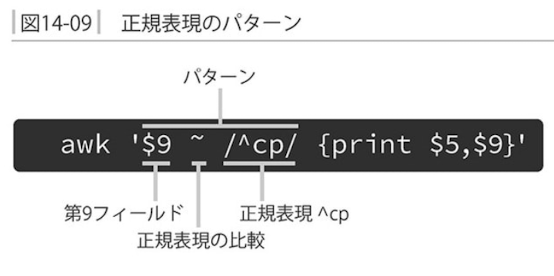 図14-09 正規表現のパターン
パターン
awk '$9 ~ /^cp/ {print $5,$9}'
第9フィールド 正規表現 ^cp
正規表現の比較